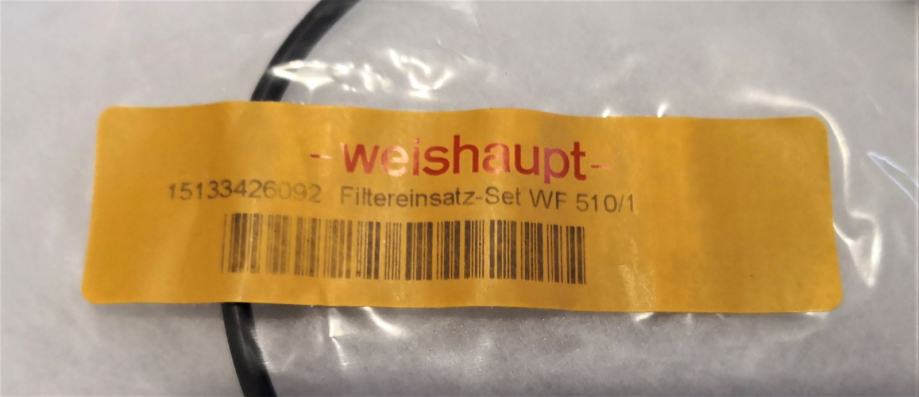 -weishaupt-
15133426092 Filtereinsatz-Set WF 510/1